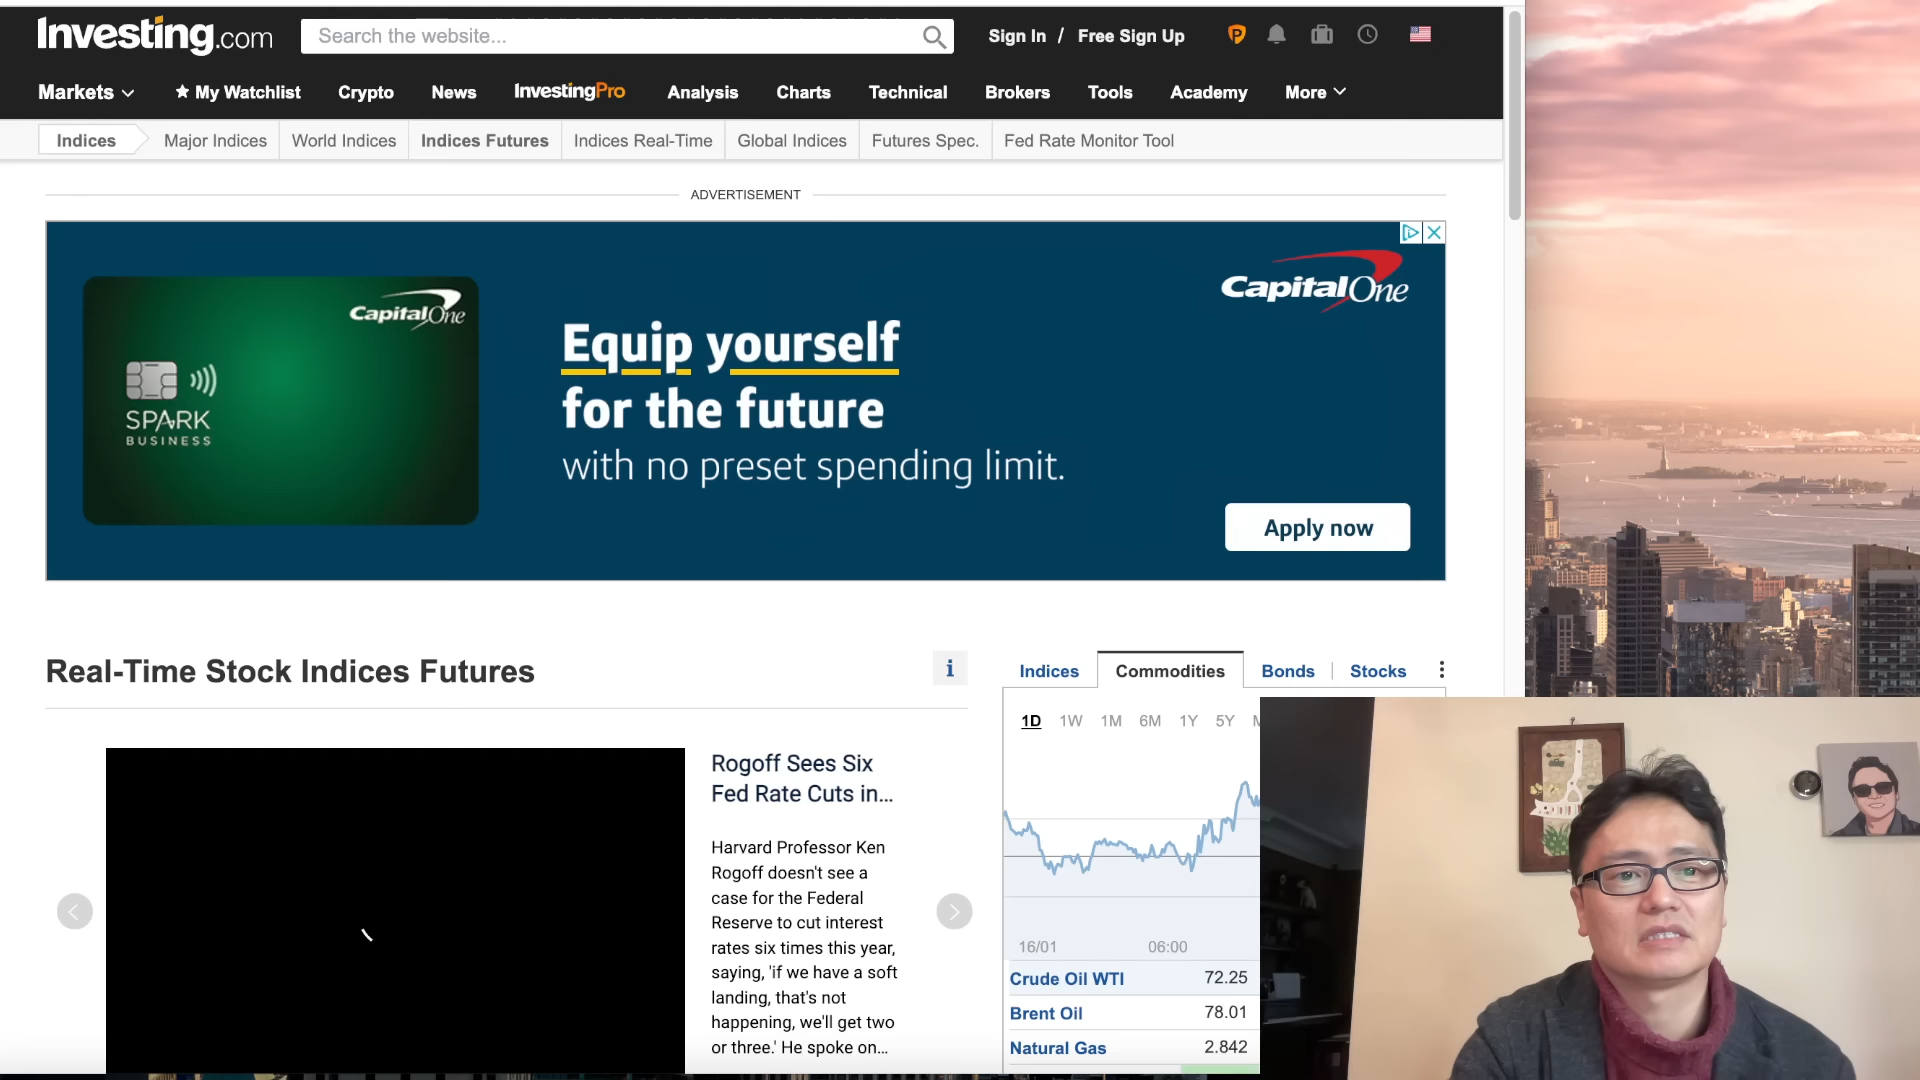 Investing.com
Search the website...
Sign In / Free Sign Up
Markets
My Watchlist
Crypto
News
InvestingPro
Analysis
Charts
Technical
Brokers
Tools
Academy
More
Indices
Major Indices
World Indices
Indices Futures
Indices Real-Time
Global Indices
Futures Spec.
Fed Rate Monitor Tool
ADVERTISEMENT
Capital One
SPARK
BUSINESS
Equip yourself
for the future
with no preset spending limit.
Capital One
Apply now
Real-Time Stock Indices Futures
i
Rogoff Sees Six
Fed Rate Cuts in...
Harvard Professor Ken
Rogoff doesn't see a
case for the Federal
Reserve to cut interest
rates six times this year,
saying, 'if we have a soft
landing, that's not
happening, we'll get two
or three.' He spoke on...
Indices
Commodities
Bonds
Stocks
1D 1W 1M 6M 1Y 5Y M
16/01 06:00
Crude Oil WTI 72.25
Brent Oil 78.01
Natural Gas 2.842